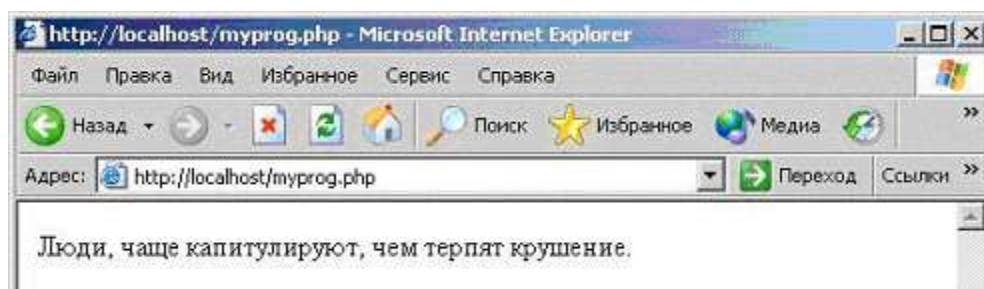 http://localhost/myprog.php - Microsoft Internet Explorer
Файл Правка Вид Избранное Сервис Справка
Назад Поиск Избранное Медиа »
Адрес: http://localhost/myprog.php Переход Ссылки »
Люди, чаще капитулируют, чем терпят крушение.